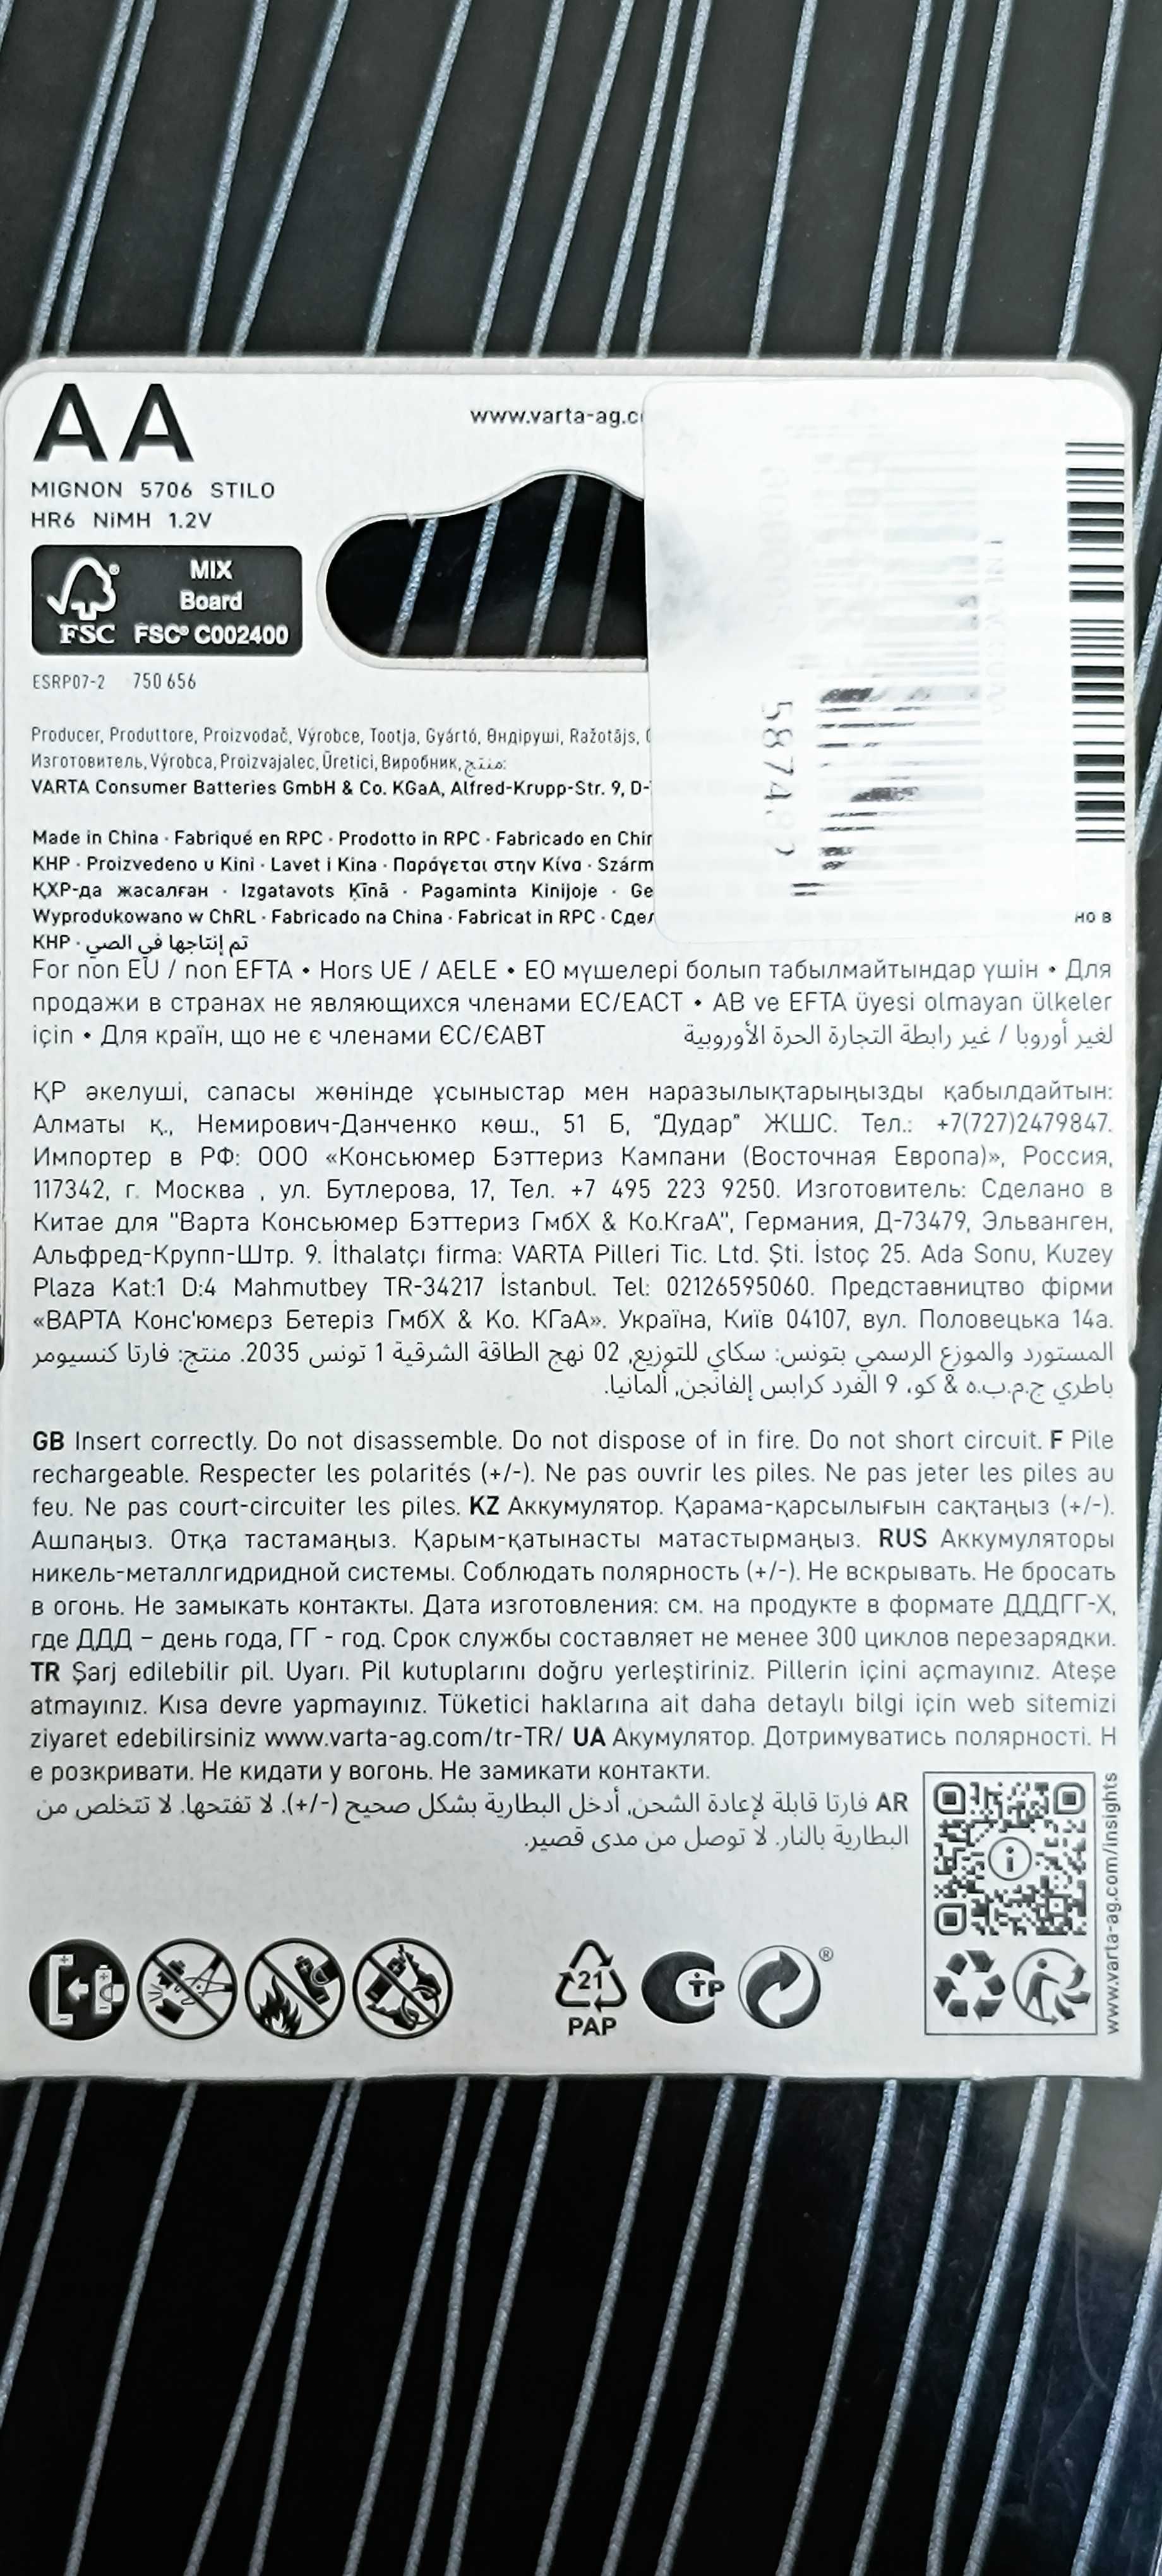 AA
www.varta-ag.c
MIGNON 5706 STILO
HR6 NiMH 1.2V
MIX
Board
FSC FSC® C002400
ESRP07-2 750 656
Producer, Produttore, Proizvodač, Výrobce, Tootja, Gyártó, Өндіруші, Ražotājs,
Изготовитель, Výrobca, Proizvajalec, Üretici, Виробник, منتج:
VARTA Consumer Batteries GmbH & Co. KGaA, Alfred-Krupp-Str. 9, D-
5874
Made in China · Fabriqué en RPC · Prodotto in RPC · Fabricado en Chin
КНР · Proizvedeno u Kini · Lavet i Kina · Παράγεται στην Κίνα · Szárm
ҚХР-да жасалған · Izgatavots Ķīnā · Pagaminta Kinijoje · Ge
Wyprodukowano w ChRL · Fabricado na China · Fabricat in RPC · Сдел
но в
КНР · تم إنتاجها في الصي
For non EU / non EFTA • Hors UE / AELE • ЕО мүшелері болып табылмайтындар үшін • Для
продажи в странах не являющихся членами ЕС/ЕАСТ • AB ve EFTA üyesi olmayan ülkeler
için • Для країн, що не є членами ЄС/ЄАВТ لغير أوروبا / غير رابطة التجارة الحرة الأوروبية
ҚР әкелуші, сапасы жөнінде ұсыныстар мен наразылықтарыңызды қабылдайтын:
Алматы қ., Немирович-Данченко көш., 51 Б, "Дудар" ЖШС. Тел.: +7(727)2479847.
Импортер в РФ: ООО «Консьюмер Бэттериз Кампани (Восточная Европа)», Россия,
117342, г. Москва , ул. Бутлерова, 17, Тел. +7 495 223 9250. Изготовитель: Сделано в
Китае для "Варта Консьюмер Бэттериз ГмбХ & Ко.КгаА", Германия, Д-73479, Эльванген,
Альфред-Крупп-Штр. 9. İthalatçı firma: VARTA Pilleri Tic. Ltd. Şti. İstoç 25. Ada Sonu, Kuzey
Plaza Kat:1 D:4 Mahmutbey TR-34217 İstanbul. Tel: 02126595060. Представництво фірми
«ВАРТА Конс'юмєрз Бетеріз ГмбХ & Ко. КГаА». Україна, Київ 04107, вул. Половецька 14а.
المستورد والموزع الرسمي بتونس: سكاي للتوزيع, 02 نهج الطاقة الشرقية 1 تونس 2035. منتج: فارتا كنسيومر
باطري ج.م.ب.ه & كو, 9 الفرد كرابس إلفانجن, ألمانيا.
GB Insert correctly. Do not disassemble. Do not dispose of in fire. Do not short circuit. F Pile
rechargeable. Respecter les polarités (+/-). Ne pas ouvrir les piles. Ne pas jeter les piles au
feu. Ne pas court-circuiter les piles. KZ Аккумулятор. Қарама-қарсылығын сақтаңыз (+/-).
Ашпаңыз. Отқа тастамаңыз. Қарым-қатынасты матастырмаңыз. RUS Аккумуляторы
никель-металлгидридной системы. Соблюдать полярность (+/-). Не вскрывать. Не бросать
в огонь. Не замыкать контакты. Дата изготовления: см. на продукте в формате ДДДГГ-Х,
где ДДД – день года, ГГ - год. Срок службы составляет не менее 300 циклов перезарядки.
TR Şarj edilebilir pil. Uyarı. Pil kutuplarını doğru yerleştiriniz. Pillerin içini açmayınız. Ateşe
atmayınız. Kısa devre yapmayınız. Tüketici haklarına ait daha detaylı bilgi için web sitemizi
ziyaret edebilirsiniz www.varta-ag.com/tr-TR/ UA Акумулятор. Дотримуватись полярності. Н
е розкривати. Не кидати у вогонь. Не замикати контакти.
AR فارتا قابلة لإعادة الشحن, أدخل البطارية بشكل صحيح (-/+). لا تفتحها. لا تتخلص من
البطارية بالنار. لا توصل من مدى قصير.
www.varta-ag.com/insights
21
PAP
СТР
®